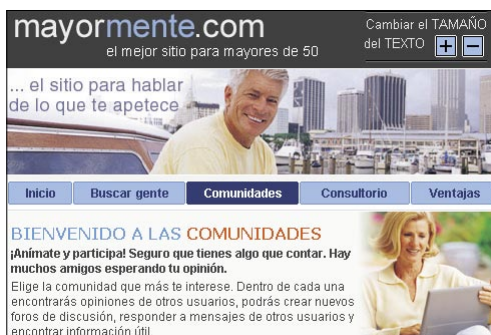 mayormente.com
el mejor sitio para mayores de 50
Cambiar el TAMAÑO
del TEXTO + −
... el sitio para hablar
de lo que te apetece
Inicio Buscar gente Comunidades Consultorio Ventajas
BIENVENIDO A LAS COMUNIDADES
¡Anímate y participa! Seguro que tienes algo que contar. Hay
muchos amigos esperando tu opinión.
Elige la comunidad que más te interese. Dentro de cada una
encontrarás opiniones de otros usuarios, podrás crear nuevos
foros de discusión, responder a mensajes de otros usuarios y
encontrar información útil